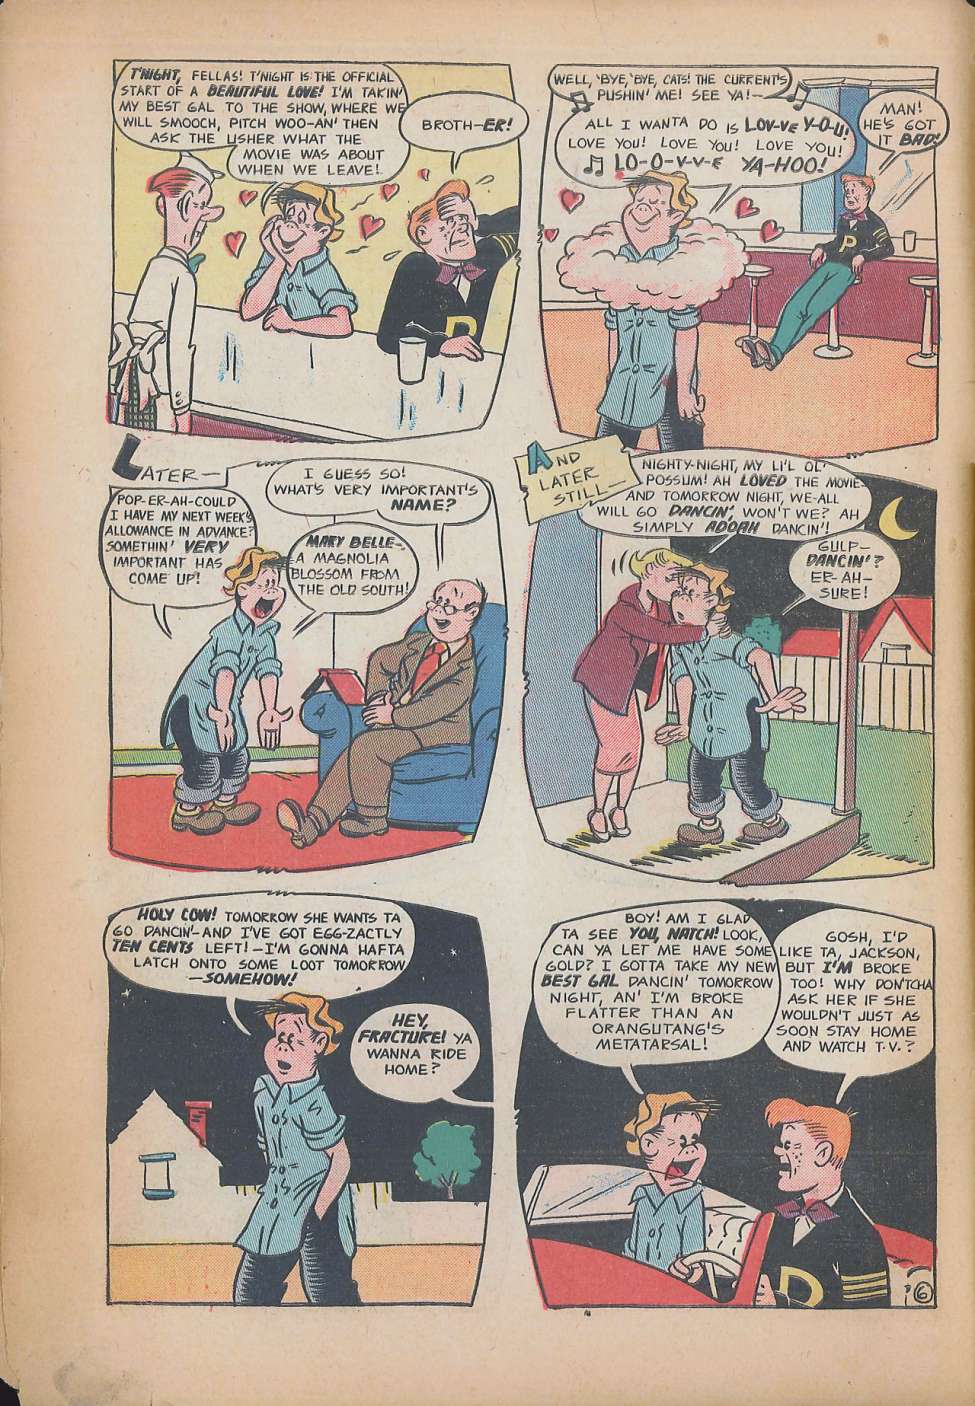 T'NIGHT, FELLAS! T'NIGHT IS THE OFFICIAL
START OF A BEAUTIFUL LOVE! I'M TAKIN'
MY BEST GAL TO THE SHOW, WHERE WE
WILL SMOOCH, PITCH WOO-AN' THEN
ASK THE USHER WHAT THE
MOVIE WAS ABOUT
WHEN WE LEAVE!
BROTH-ER!
P
WELL, 'BYE, 'BYE, CATS! THE CURRENT'S
PUSHIN' ME! SEE YA!-
ALL I WANTA DO IS LOV-VE Y-O-U!
LOVE YOU! LOVE YOU! LOVE YOU!
LO-O-V-V-E YA-HOO!
MAN!
HE'S GOT
IT BAD!
P
LATER-
POP-ER-AH-COULD
I HAVE MY NEXT WEEK'S
ALLOWANCE IN ADVANCE?
SOMETHIN' VERY
IMPORTANT HAS
COME UP!
I GUESS SO!
WHAT'S VERY IMPORTANT'S
NAME?
MARY BELLE-
A MAGNOLIA
BLOSSOM FROM
THE OLD SOUTH!
AND
LATER
STILL-
NIGHTY-NIGHT, MY LI'L OL'
POSSUM! AH LOVED THE MOVIE-
AND TOMORROW NIGHT, WE-ALL
WILL GO DANCIN', WON'T WE? AH
SIMPLY ADOAH DANCIN'!
GULP-
DANCIN'?
ER-AH-
SURE!
HOLY COW! TOMORROW SHE WANTS TA
GO DANCIN'-AND I'VE GOT EGG-ZACTLY
TEN CENTS LEFT!-I'M GONNA HAFTA
LATCH ONTO SOME LOOT TOMORROW
-SOMEHOW!
HEY,
FRACTURE! YA
WANNA RIDE
HOME?
BOY! AM I GLAD
TA SEE YOU, NATCH! LOOK,
CAN YA LET ME HAVE SOME
GOLD? I GOTTA TAKE MY NEW
BEST GAL DANCIN' TOMORROW
NIGHT, AN' I'M BROKE
FLATTER THAN AN
ORANGUTANG'S
METATARSAL!
GOSH, I'D
LIKE TA, JACKSON,
BUT I'M BROKE
TOO! WHY DON'TCHA
ASK HER IF SHE
WOULDN'T JUST AS
SOON STAY HOME
AND WATCH T.V.?
P
6